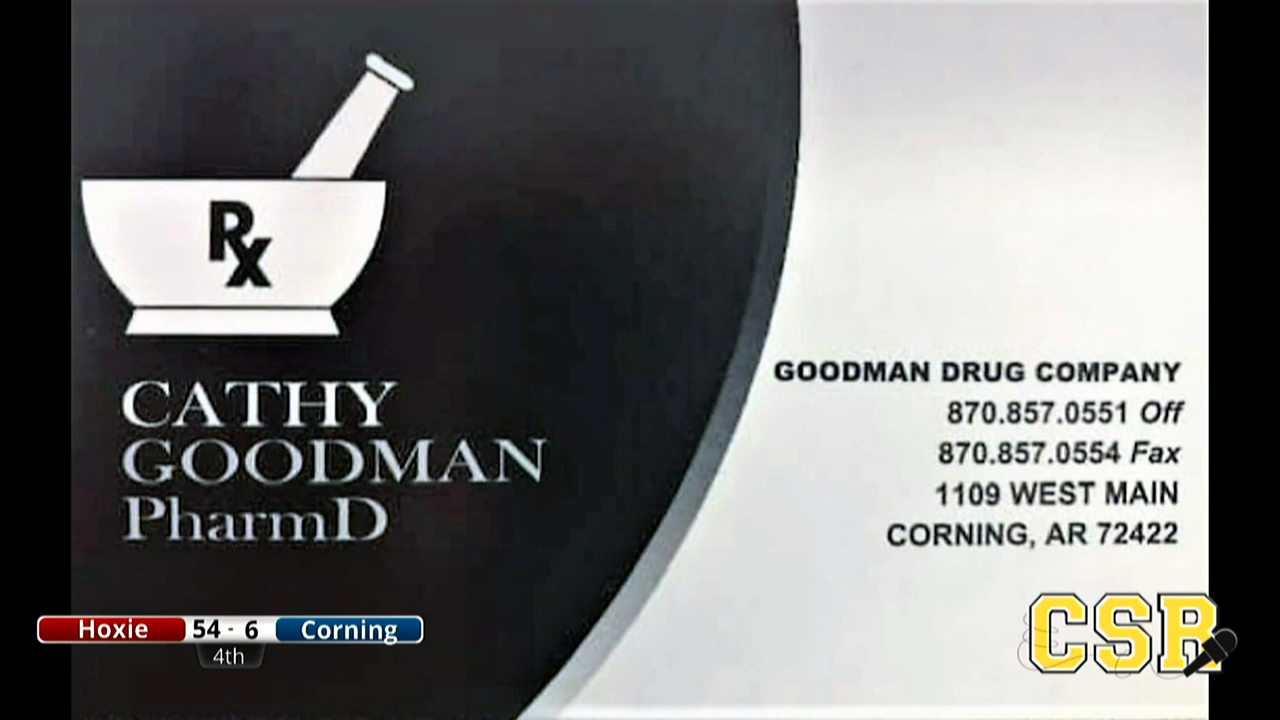 Rx
CATHY
GOODMAN
PharmD
GOODMAN DRUG COMPANY
870.857.0551 Off
870.857.0554 Fax
1109 WEST MAIN
CORNING, AR 72422
Hoxie 54 - 6 Corning
4th
CSR